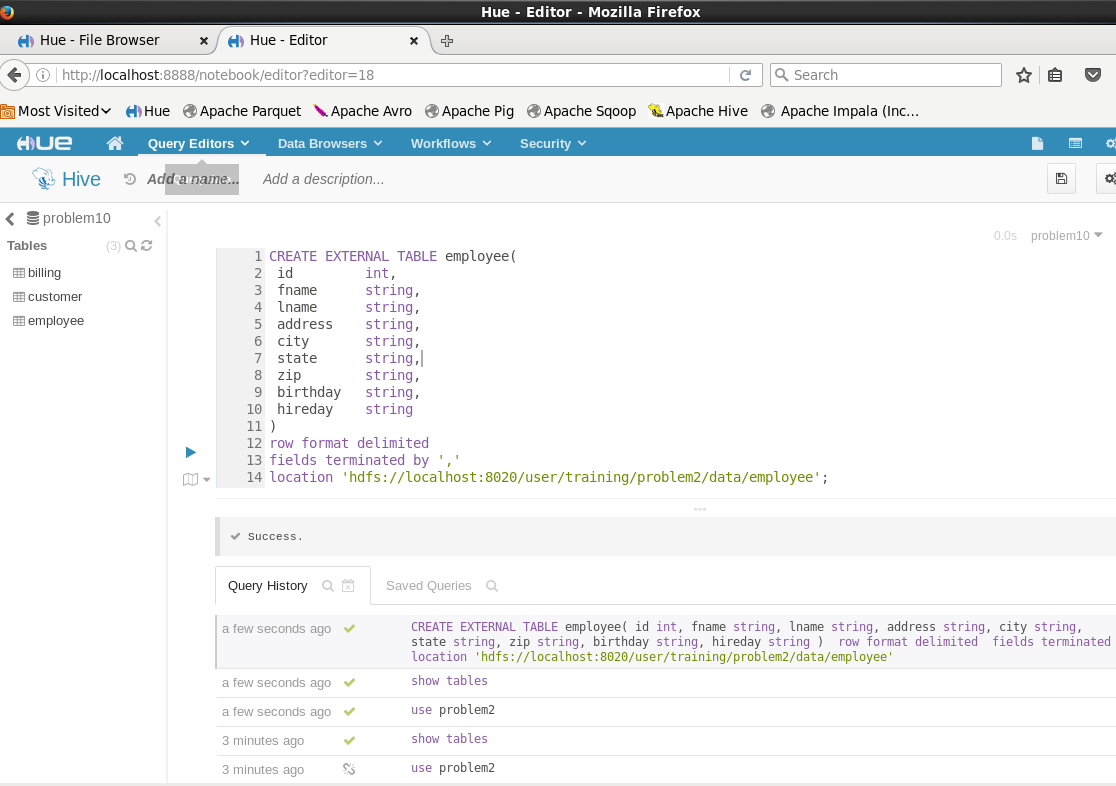 Hue - Editor - Mozilla Firefox
Hue - File Browser
Hue - Editor
http://localhost:8888/notebook/editor?editor=18
Search
Most Visited
Hue
Apache Parquet
Apache Avro
Apache Pig
Apache Sqoop
Apache Hive
Apache Impala (Inc…
HUE
Query Editors
Data Browsers
Workflows
Security
Hive
Add a name...
Add a description...
problem10
Tables
(3)
billing
customer
employee
0.0s
problem10
1 CREATE EXTERNAL TABLE employee(
2 id int,
3 fname string,
4 lname string,
5 address string,
6 city string,
7 state string,
8 zip string,
9 birthday string,
10 hireday string
11 )
12 row format delimited
13 fields terminated by ','
14 location 'hdfs://localhost:8020/user/training/problem2/data/employee';
Success.
Query History
Saved Queries
a few seconds ago
CREATE EXTERNAL TABLE employee( id int, fname string, lname string, address string, city string,
state string, zip string, birthday string, hireday string ) row format delimited fields terminated
location 'hdfs://localhost:8020/user/training/problem2/data/employee'
a few seconds ago
show tables
a few seconds ago
use problem2
3 minutes ago
show tables
3 minutes ago
use problem2